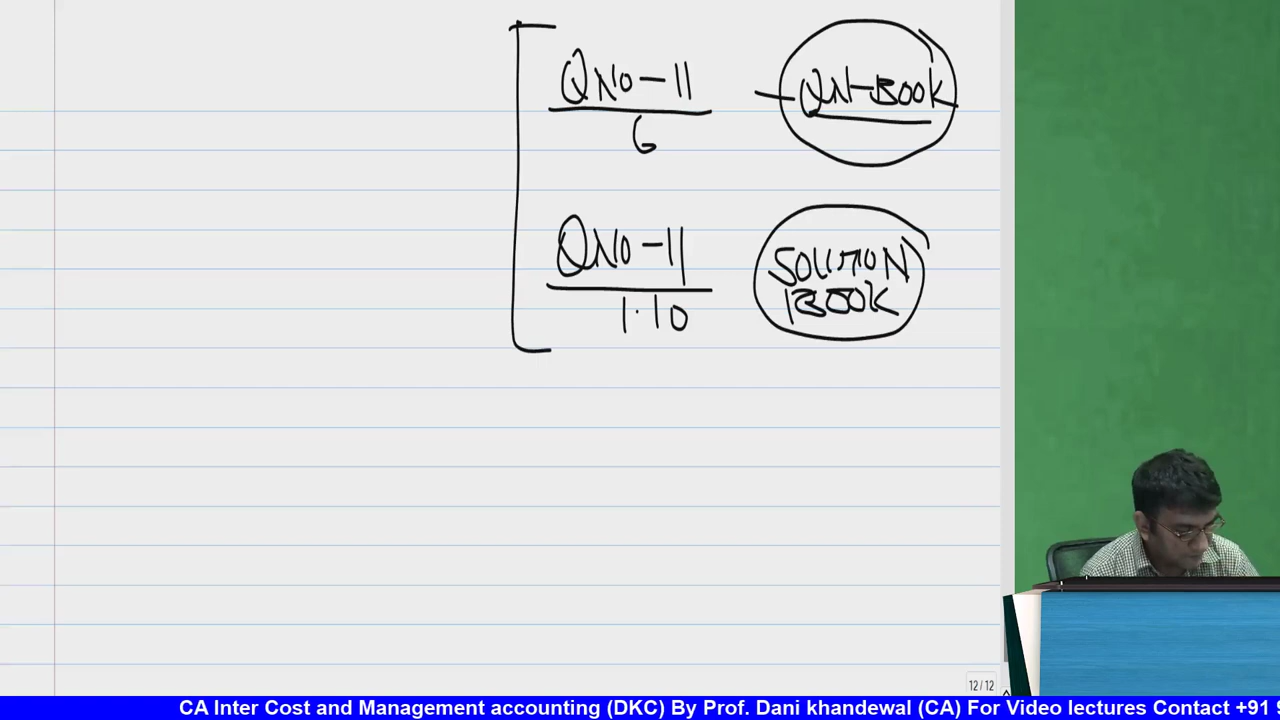 QNO-11 - QN-BOOK
6
QNO-11 SOLUTION
1.10 BOOK
12/12
CA Inter Cost and Management accounting (DKC) By Prof. Dani khandewal (CA) For Video lectures Contact +91